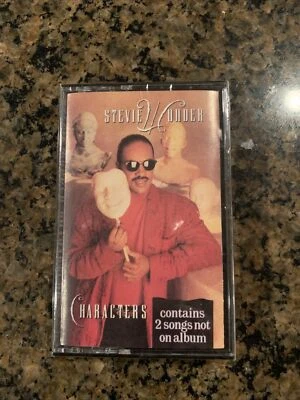 STEVIE WONDER
CHARACTERS
contains
2 songs not
on album